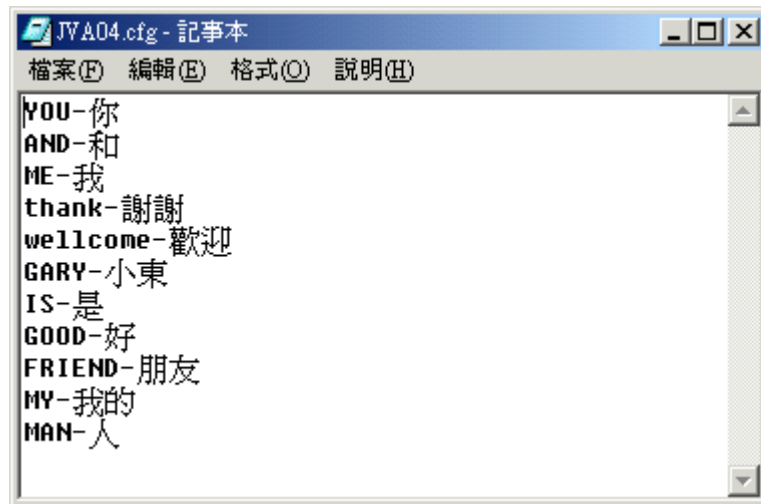 JVA04.cfg - 記事本
檔案(F) 編輯(E) 格式(O) 説明(H)
YOU-你
AND-和
ME-我
thank-謝謝
wellcome-歡迎
GARY-小東
IS-是
GOOD-好
FRIEND-朋友
MY-我的
MAN-人